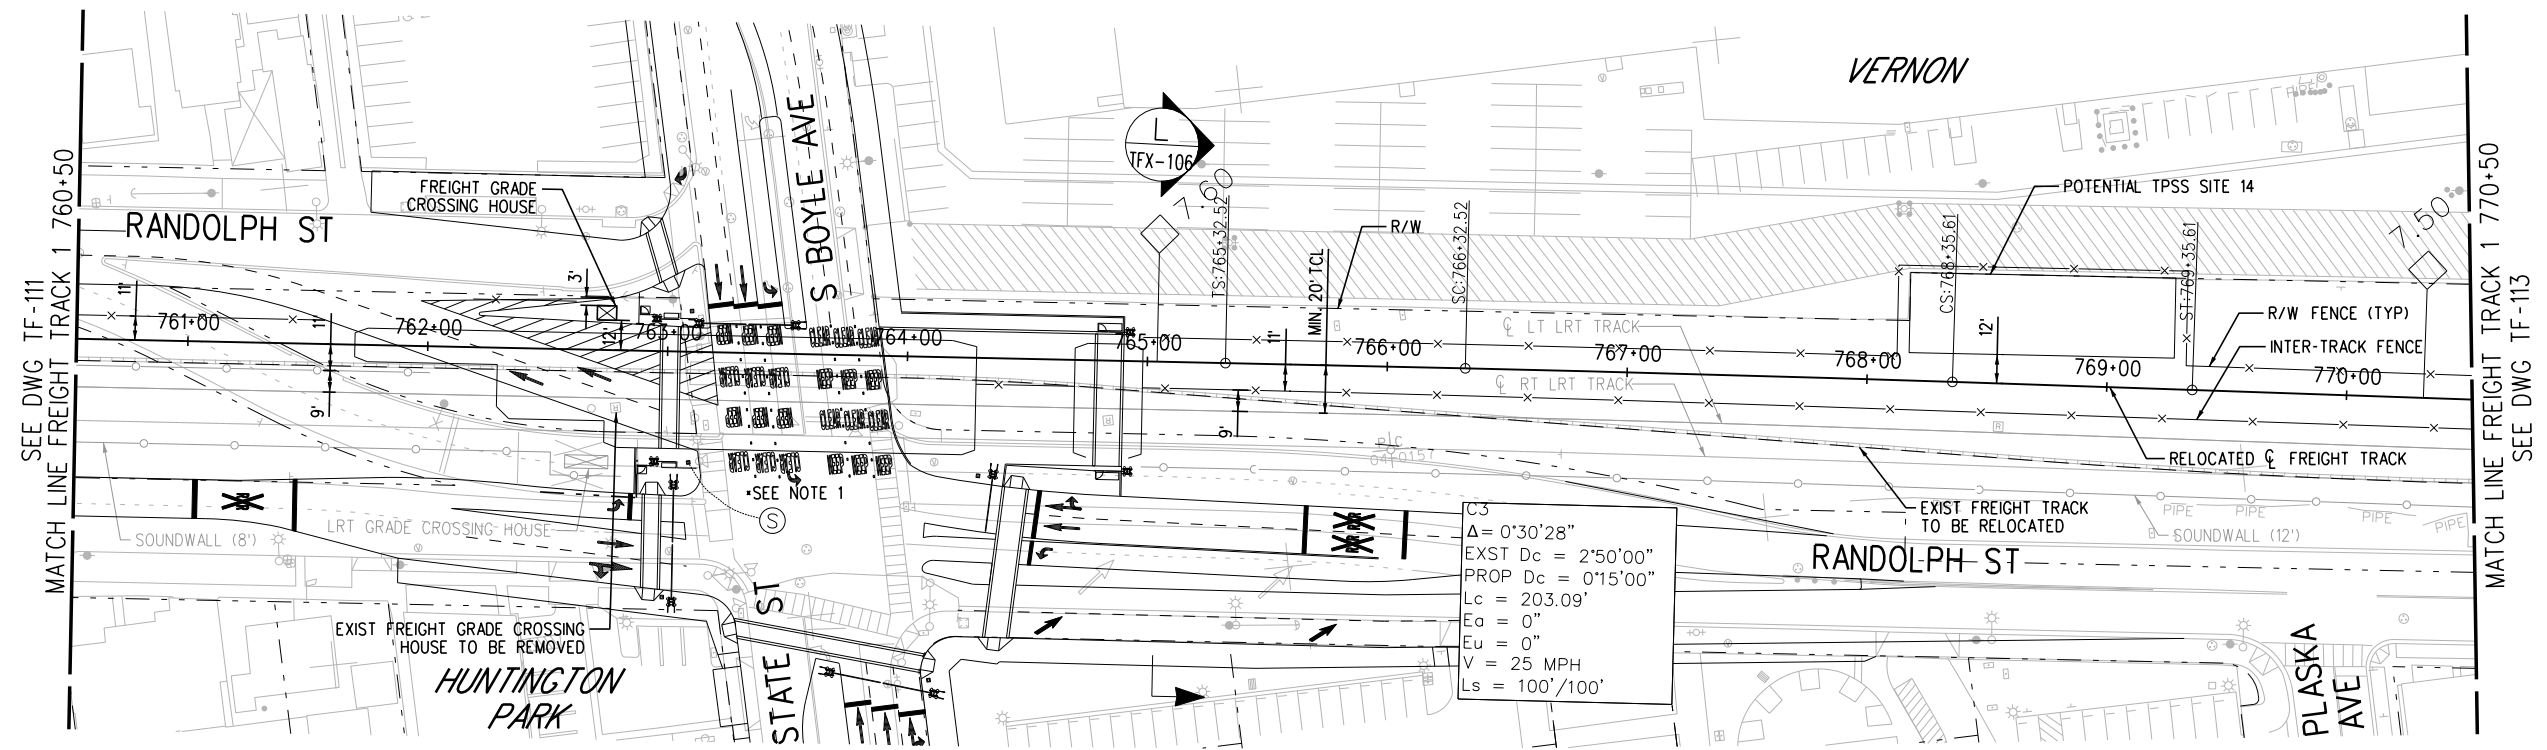 VERNON
SEE DWG TF-111
MATCH LINE FREIGHT TRACK 1 760+50
RANDOLPH ST
FREIGHT GRADE
CROSSING HOUSE
S BOYLE AVE
L
TFX-106
7.60
TS:765+32.52
R/W
MIN. 20' TCL
SC:766+32.52
CS:768+35.61
POTENTIAL TPSS SITE 14
ST:769+35.61
7.50
MATCH LINE FREIGHT TRACK 1 770+50
SEE DWG TF-113
11'
11'
9'
3'
12'
11'
9'
12'
761+00
762+00
763+00
764+00
765+00
766+00
767+00
768+00
769+00
770+00
℄ LT LRT TRACK
℄ RT LRT TRACK
R/W FENCE (TYP)
INTER-TRACK FENCE
RELOCATED ℄ FREIGHT TRACK
EXIST FREIGHT TRACK
TO BE RELOCATED
*SEE NOTE 1
S
SOUNDWALL (8')
LRT GRADE CROSSING HOUSE
PIPE
PIPE
PIPE
PIPE
SOUNDWALL (12')
RANDOLPH ST
C3
Δ= 0°30'28"
EXST Dc = 2°50'00"
PROP Dc = 0°15'00"
Lc = 203.09'
Ea = 0"
Eu = 0"
V = 25 MPH
Ls = 100'/100'
EXIST FREIGHT GRADE CROSSING
HOUSE TO BE REMOVED
HUNTINGTON
PARK
STATE ST
PLASKA
AVE